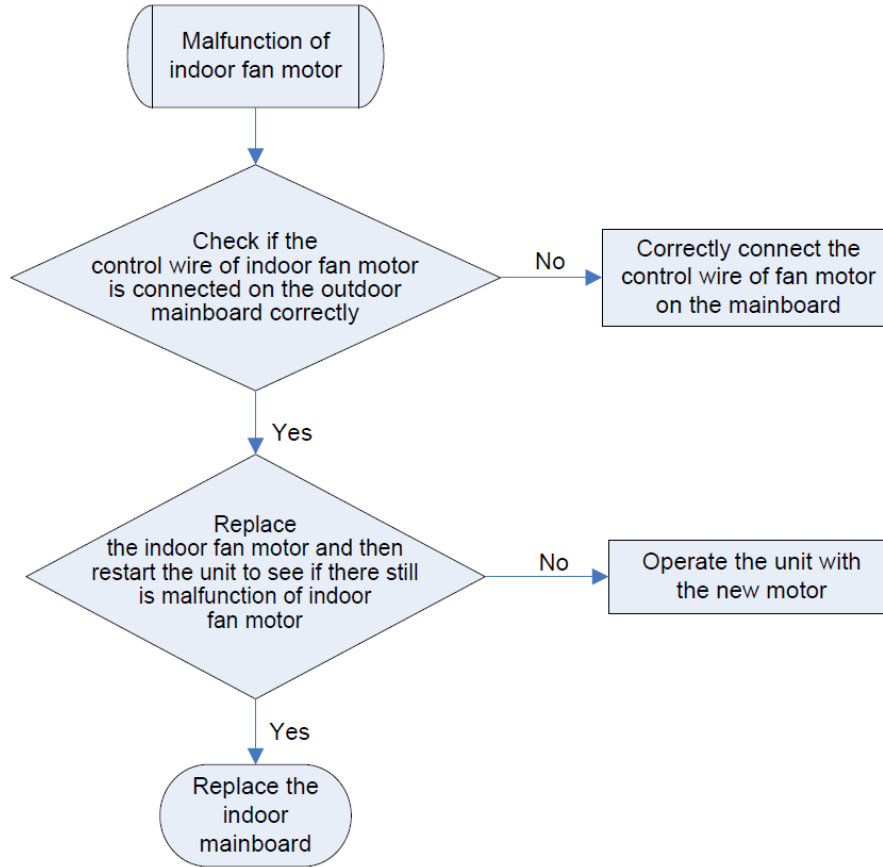 Malfunction of
indoor fan motor
Check if the
control wire of indoor fan motor
is connected on the outdoor
mainboard correctly
No
Correctly connect the
control wire of fan motor
on the mainboard
Yes
Replace
the indoor fan motor and then
restart the unit to see if there still
is malfunction of indoor
fan motor
No
Operate the unit with
the new motor
Yes
Replace the
indoor
mainboard